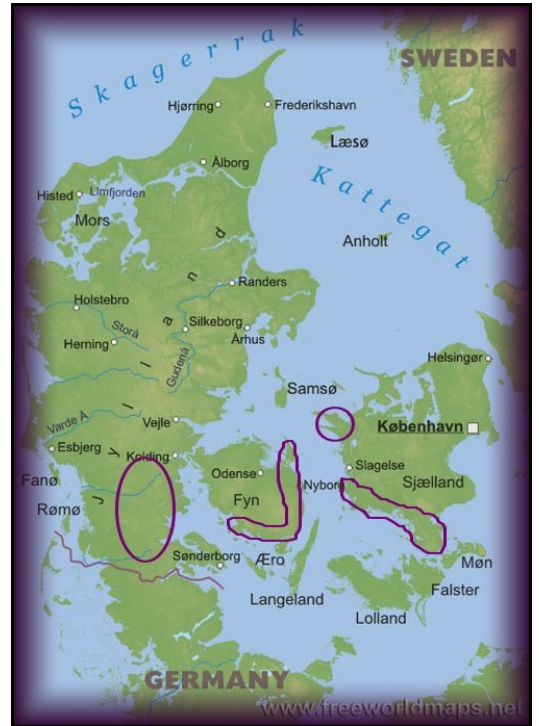 SWEDEN
Skagerrak
Hjørring
Frederikshavn
Læsø
Ålborg
Kattegat
Histed
Limfjorden
Mors
Anholt
Jylland
Randers
Holstebro
Storå
Silkeborg
Århus
Herning
Gudenå
Helsingør
Samsø
Varde Å
Vejle
København
Esbjerg
Kolding
Slagelse
Odense
Fanø
Nyborg
Sjælland
Fyn
Rømø
Sønderborg
Æro
Møn
Langeland
Falster
Lolland
GERMANY
www.freeworldmaps.net